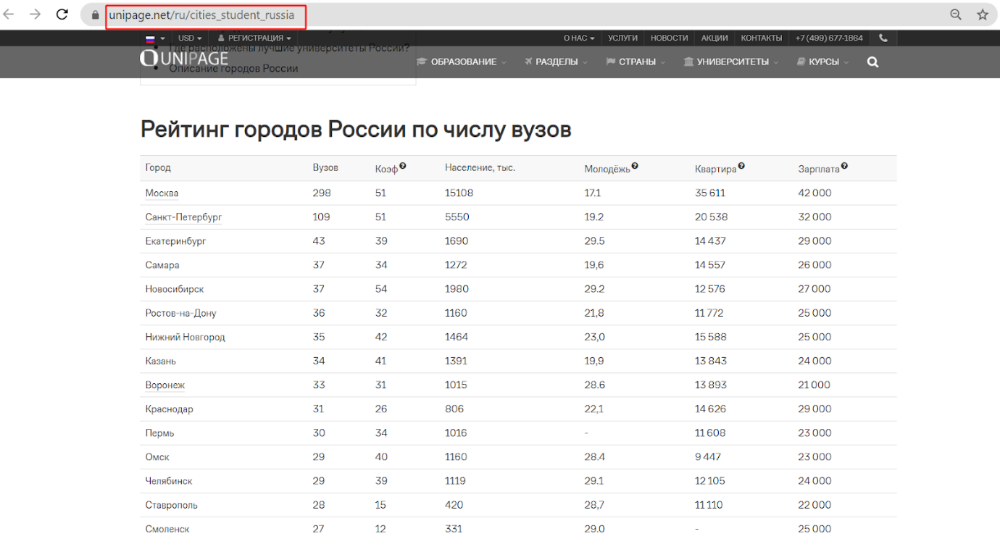 unipage.net/ru/cities_student_russia
USD РЕГИСТРАЦИЯ О НАС УСЛУГИ НОВОСТИ АКЦИИ КОНТАКТЫ +7 (499) 677-1864
Где расположены лучшие университеты России?
UNIPAGE ОБРАЗОВАНИЕ РАЗДЕЛЫ СТРАНЫ УНИВЕРСИТЕТЫ КУРСЫ
Описание городов России
Рейтинг городов России по числу вузов
Город Вузов Коэф Население, тыс. Молодёжь Квартира Зарплата
Москва 298 51 15108 17.1 35 611 42 000
Санкт-Петербург 109 51 5550 19.2 20 538 32 000
Екатеринбург 43 39 1690 29.5 14 437 29 000
Самара 37 34 1272 19,6 14 557 26 000
Новосибирск 37 54 1980 29.2 12 576 27 000
Ростов-на-Дону 36 32 1160 21,8 11 772 25 000
Нижний Новгород 35 42 1464 23,0 15 588 25 000
Казань 34 41 1391 19,9 13 843 24 000
Воронеж 33 31 1015 28.6 13 893 21 000
Краснодар 31 26 806 22,1 14 626 29 000
Пермь 30 34 1016 - 11 608 23 000
Омск 29 40 1160 28.4 9 447 23 000
Челябинск 29 39 1119 29.1 12 105 24 000
Ставрополь 28 15 420 28,7 11 110 22 000
Смоленск 27 12 331 29.0 - 25 000